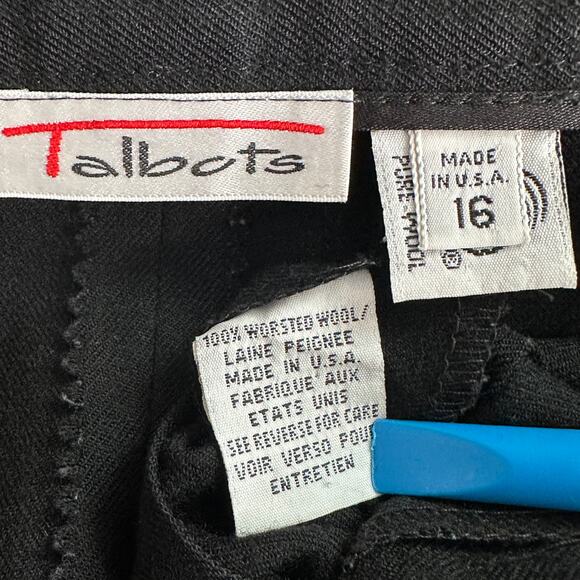 Talbots
MADE
IN U.S.A.
16
PURE WOOL
®
100% WORSTED WOOL/
LAINE PEIGNEE
MADE IN U.S.A.
FABRIQUE AUX
ETATS UNIS
SEE REVERSE FOR CARE
VOIR VERSO POUR
ENTRETIEN